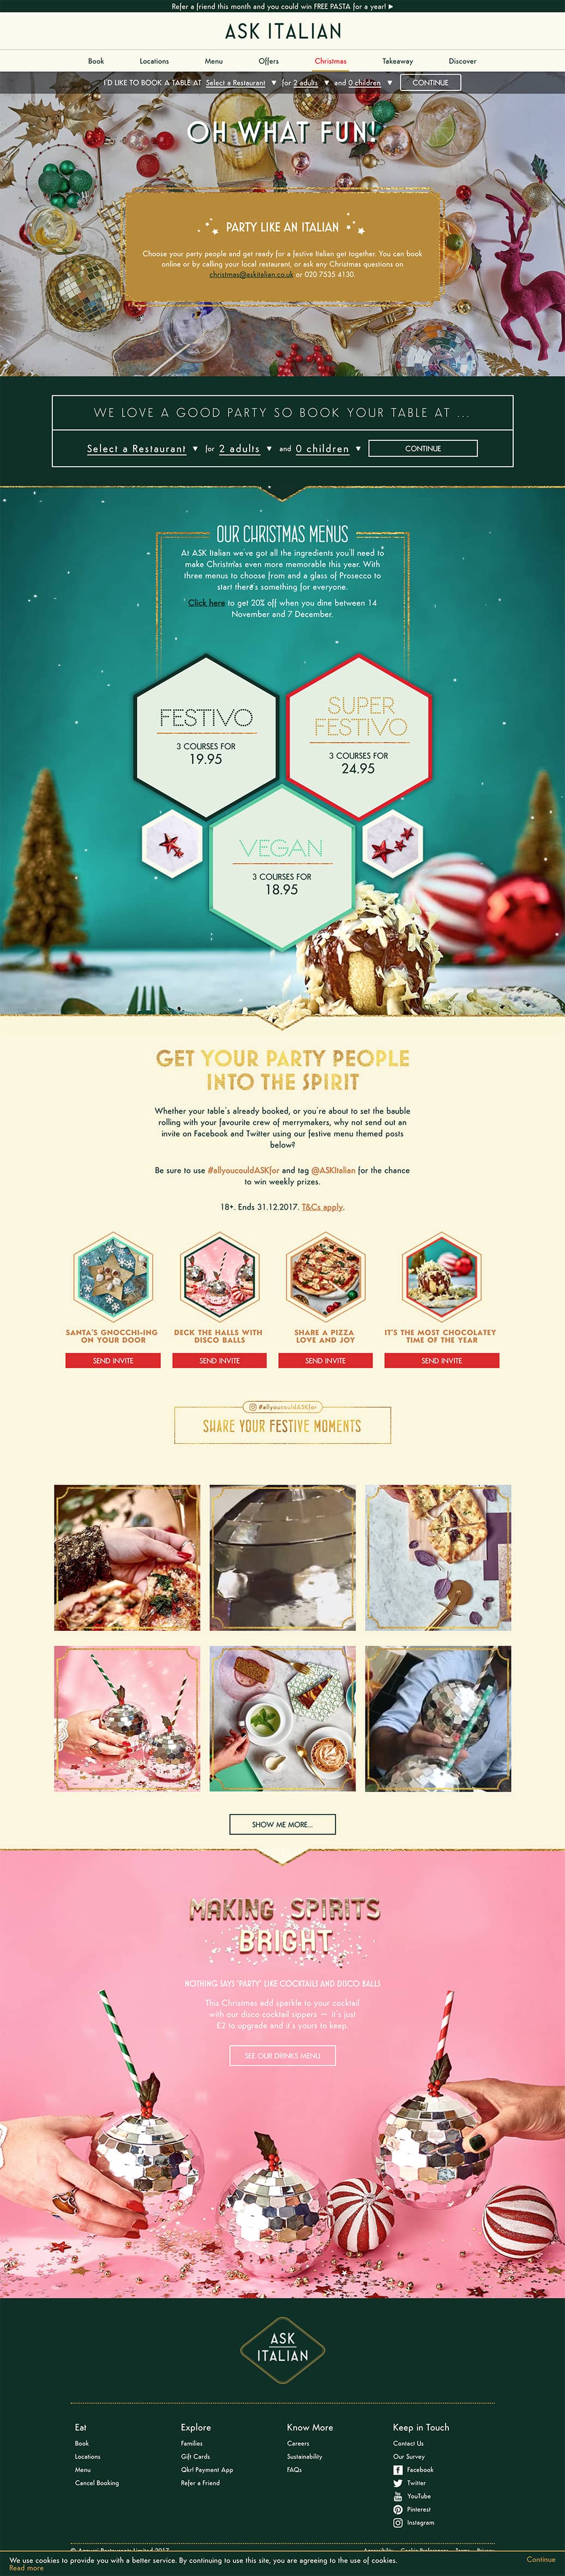 Refer a friend this month and you could win FREE PASTA for a year! ▶
ASK ITALIAN
Book Locations Menu Offers Christmas Takeaway Discover
I'D LIKE TO BOOK A TABLE AT Select a Restaurant ▼ for 2 adults ▼ and 0 children ▼ CONTINUE
OH WHAT FUN!
PARTY LIKE AN ITALIAN
Choose your party people and get ready for a festive Italian get together. You can book
online or by calling your local restaurant, or ask any Christmas questions on
christmas@askitalian.co.uk or 020 7535 4130.
WE LOVE A GOOD PARTY SO BOOK YOUR TABLE AT ...
Select a Restaurant ▼ for 2 adults ▼ and 0 children ▼ CONTINUE
OUR CHRISTMAS MENUS
At ASK Italian we've got all the ingredients you'll need to
make Christmas even more memorable this year. With
three menus to choose from and a glass of Prosecco to
start there's something for everyone.
Click here to get 20% off when you dine between 14
November and 7 December.
FESTIVO
3 COURSES FOR
19.95
SUPER
FESTIVO
3 COURSES FOR
24.95
VEGAN
3 COURSES FOR
18.95
GET YOUR PARTY PEOPLE
INTO THE SPIRIT
Whether your table's already booked, or you're about to set the bauble
rolling with your favourite crew of merrymakers, why not send out an
invite on Facebook and Twitter using our festive menu themed posts
below?
Be sure to use #allyoucouldASKfor and tag @ASKItalian for the chance
to win weekly prizes.
18+. Ends 31.12.2017. T&Cs apply.
SANTA'S GNOCCHI-ING
ON YOUR DOOR
SEND INVITE
DECK THE HALLS WITH
DISCO BALLS
SEND INVITE
SHARE A PIZZA
LOVE AND JOY
SEND INVITE
IT'S THE MOST CHOCOLATEY
TIME OF THE YEAR
SEND INVITE
#allyoucouldASKfor
SHARE YOUR FESTIVE MOMENTS
SHOW ME MORE...
MAKING SPIRITS
BRIGHT
NOTHING SAYS 'PARTY' LIKE COCKTAILS AND DISCO BALLS
This Christmas add sparkle to your cocktail
with our disco cocktail sippers – it's just
£2 to upgrade and it's yours to keep.
SEE OUR DRINKS MENU
ASK
ITALIAN
Eat
Book
Locations
Menu
Cancel Booking
Explore
Families
Gift Cards
Qkr! Payment App
Refer a Friend
Know More
Careers
Sustainability
FAQs
Keep in Touch
Contact Us
Our Survey
Facebook
Twitter
YouTube
Pinterest
Instagram
We use cookies to provide you with a better service. By continuing to use this site, you are agreeing to the use of cookies.
Read more
Continue